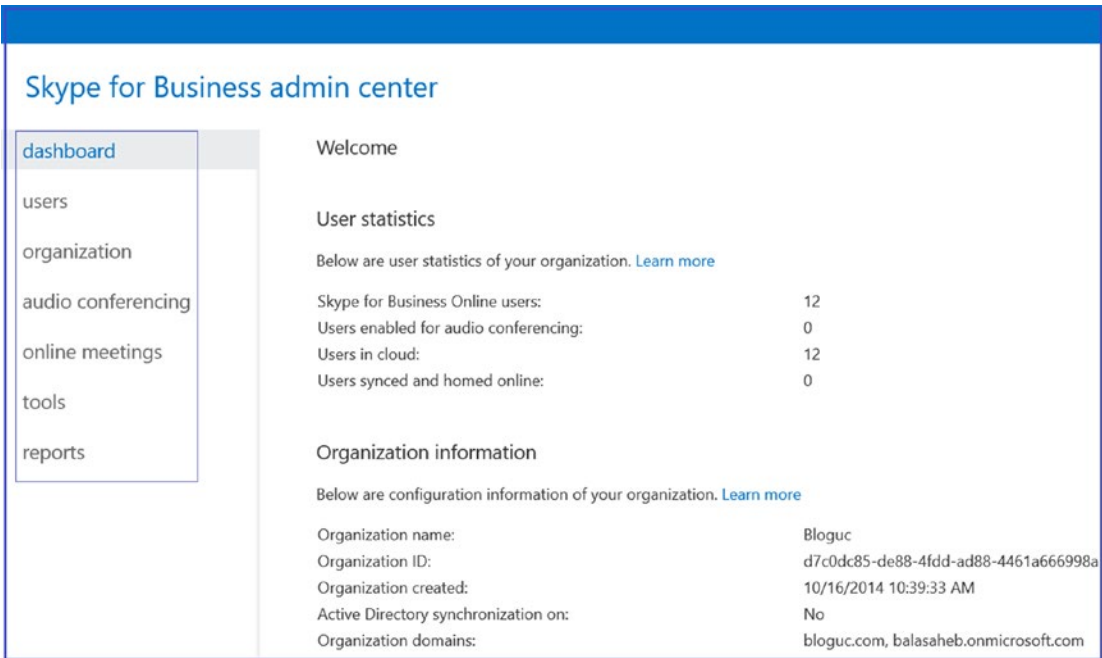 Skype for Business admin center
dashboard
users
organization
audio conferencing
online meetings
tools
reports
Welcome
User statistics
Below are user statistics of your organization. Learn more
Skype for Business Online users: 12
Users enabled for audio conferencing: 0
Users in cloud: 12
Users synced and homed online: 0
Organization information
Below are configuration information of your organization. Learn more
Organization name: Bloguc
Organization ID: d7c0dc85-de88-4fdd-ad88-4461a666998a
Organization created: 10/16/2014 10:39:33 AM
Active Directory synchronization on: No
Organization domains: bloguc.com, balasaheb.onmicrosoft.com